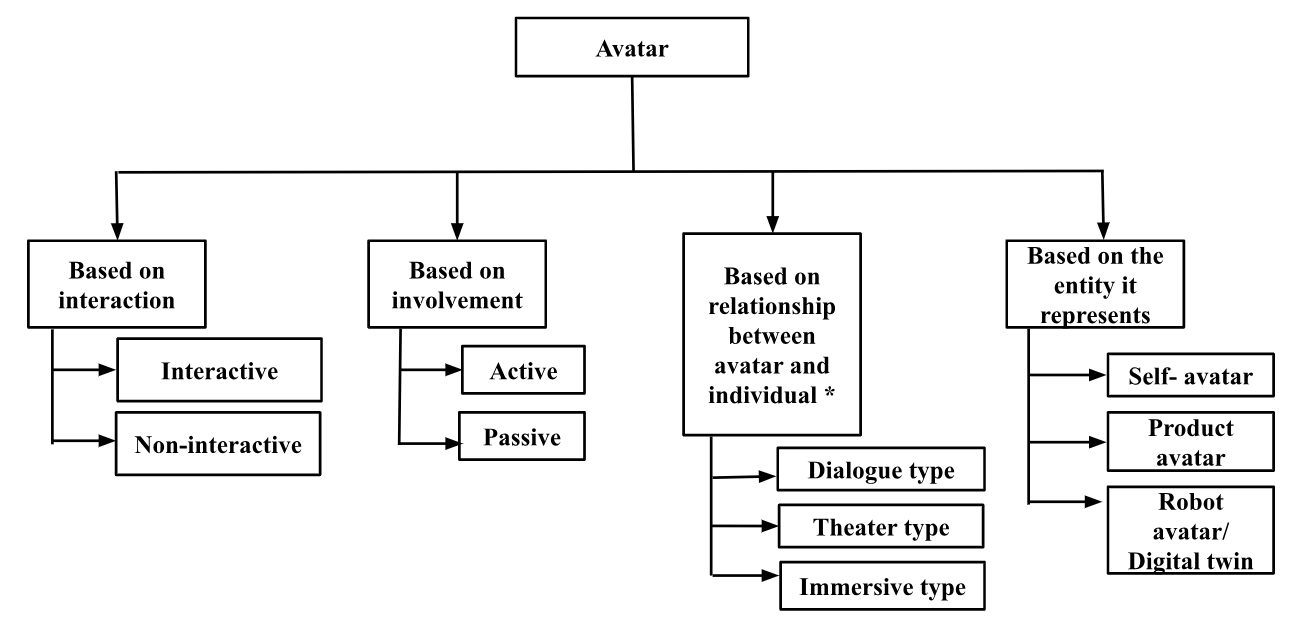 Avatar
Based on
interaction
Interactive
Non-interactive
Based on
involvement
Active
Passive
Based on
relationship
between
avatar and
individual *
Dialogue type
Theater type
Immersive type
Based on the
entity it
represents
Self- avatar
Product
avatar
Robot
avatar/
Digital twin